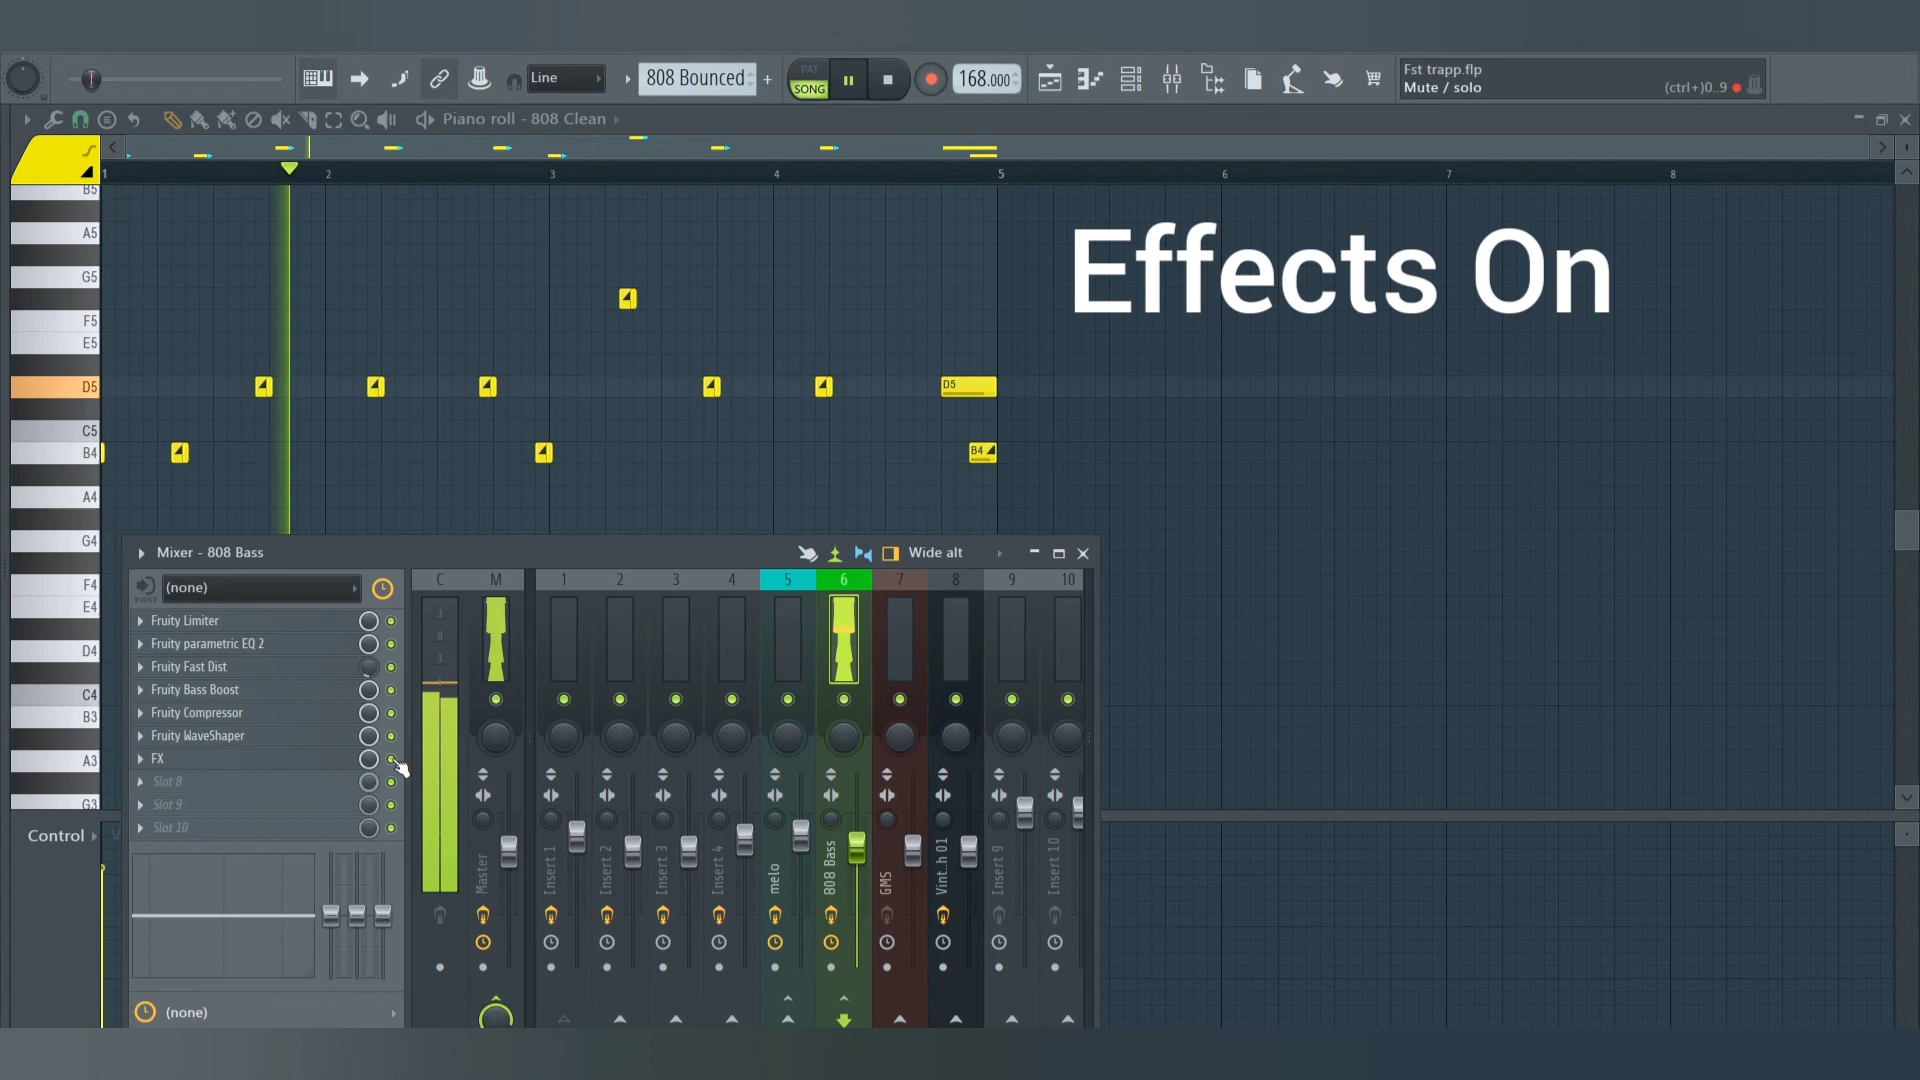 Line
808 Bounced
+
PAT
SONG
168.000
Fst trapp.flp
Mute / solo
(ctrl+)0..9
Piano roll - 808 Clean
1 2 3 4 5 6 7 8
B5
A5
G5
F5
E5
D5
C5
B4
A4
G4
F4
E4
D4
C4
B3
A3
G3
Effects On
D5
B4
Mixer - 808 Bass
Wide alt
(none)
POST
C M 1 2 3 4 5 6 7 8 9 10
Fruity Limiter
Fruity parametric EQ 2
Fruity Fast Dist
Fruity Bass Boost
Fruity Compressor
Fruity WaveShaper
FX
Slot 8
Slot 9
Slot 10
3
0
3
Master
Insert 1
Insert 2
Insert 3
Insert 4
melo
808 Bass
GMS
Vint..h 01
Insert 9
Insert 10
Control
(none)